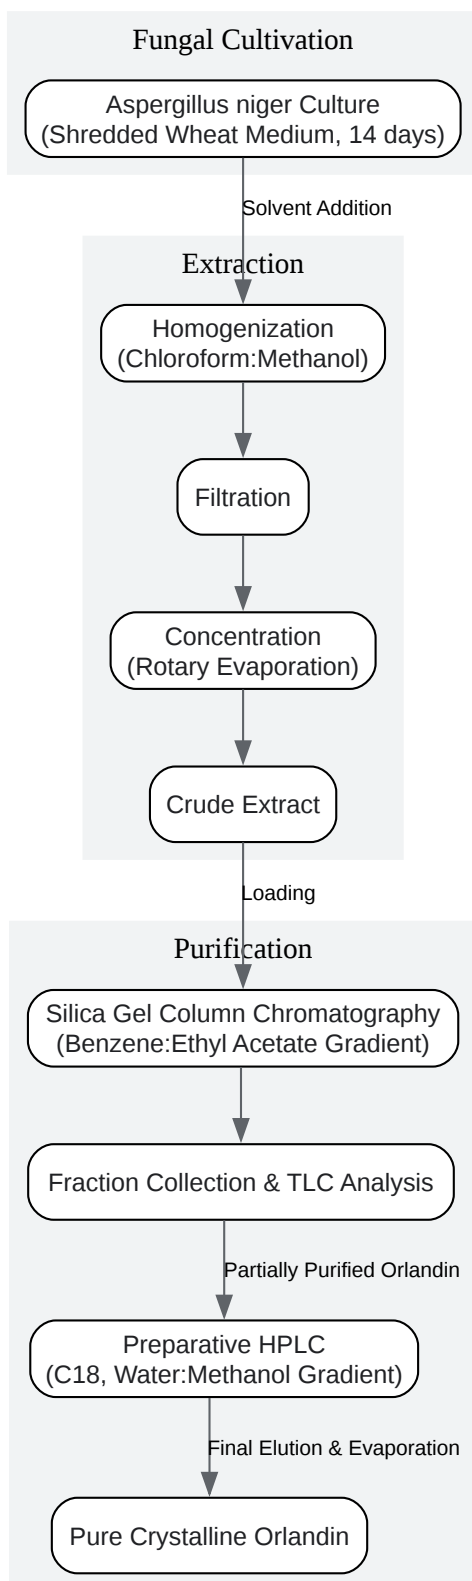 Fungal Cultivation
Aspergillus niger Culture
(Shredded Wheat Medium, 14 days)
Solvent Addition
Extraction
Homogenization
(Chloroform:Methanol)
Filtration
Concentration
(Rotary Evaporation)
Crude Extract
Loading
Purification
Silica Gel Column Chromatography
(Benzene:Ethyl Acetate Gradient)
Fraction Collection & TLC Analysis
Partially Purified Orlandin
Preparative HPLC
(C18, Water:Methanol Gradient)
Final Elution & Evaporation
Pure Crystalline Orlandin